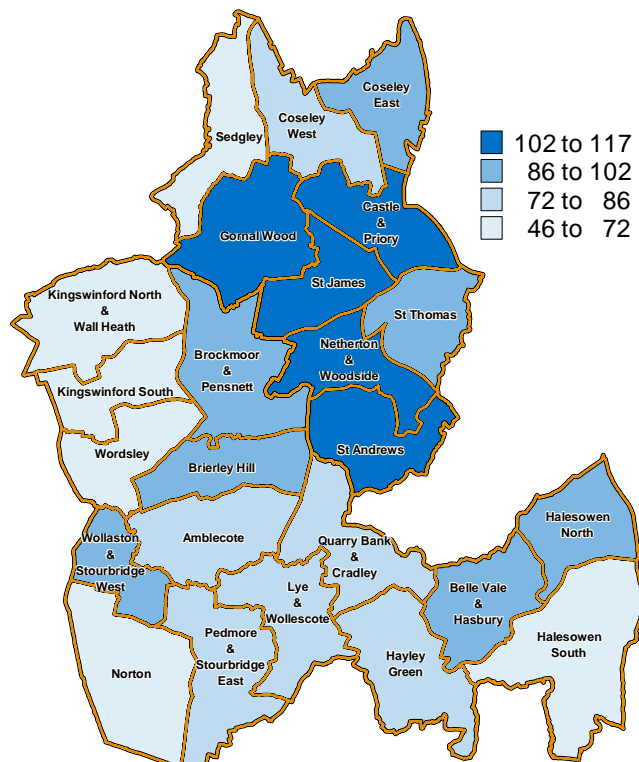 Coseley
East
Coseley
West
Sedgley
102 to 117
86 to 102
72 to 86
46 to 72
Castle
&
Priory
Gornal Wood
St James
Kingswinford North
&
Wall Heath
St Thomas
Netherton
&
Woodside
Brockmoor
&
Pensnett
Kingswinford South
St Andrews
Wordsley
Brierley Hill
Halesowen
North
Wollaston
&
Stourbridge
West
Amblecote
Quarry Bank
&
Cradley
Lye
&
Wollescote
Belle Vale
&
Hasbury
Pedmore
&
Stourbridge
East
Halesowen
South
Hayley
Green
Norton